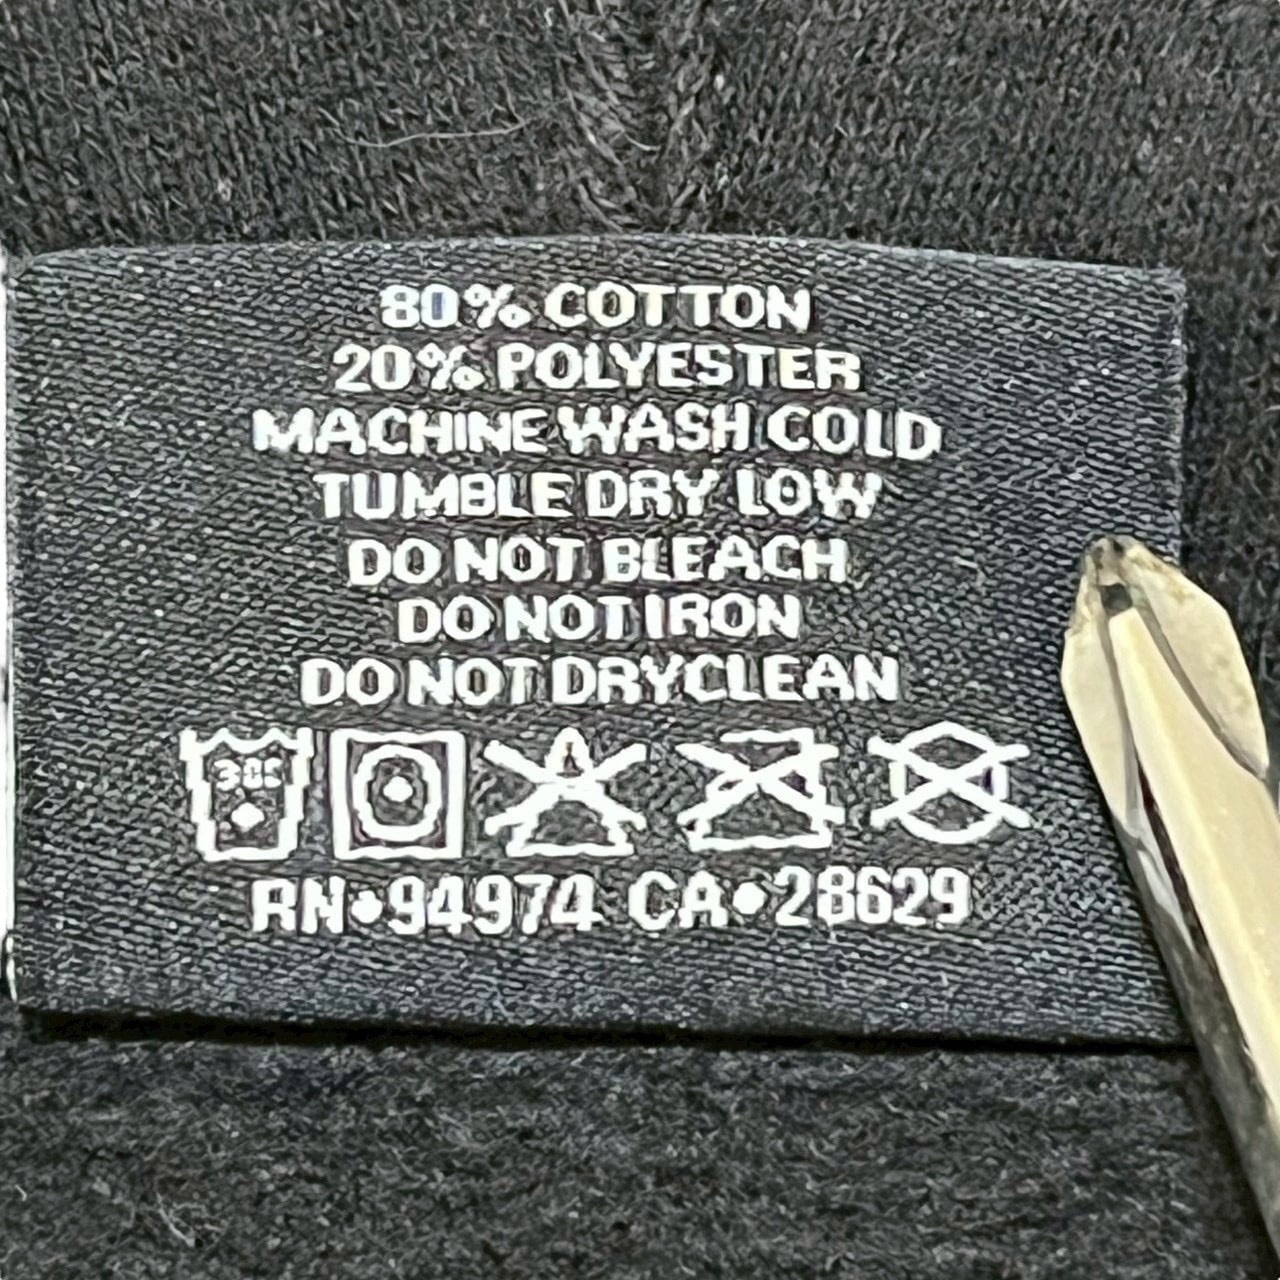 80% COTTON
20% POLYESTER
MACHINE WASH COLD
TUMBLE DRY LOW
DO NOT BLEACH
DO NOT IRON
DO NOT DRYCLEAN
30C
RN•94974 CA•28629